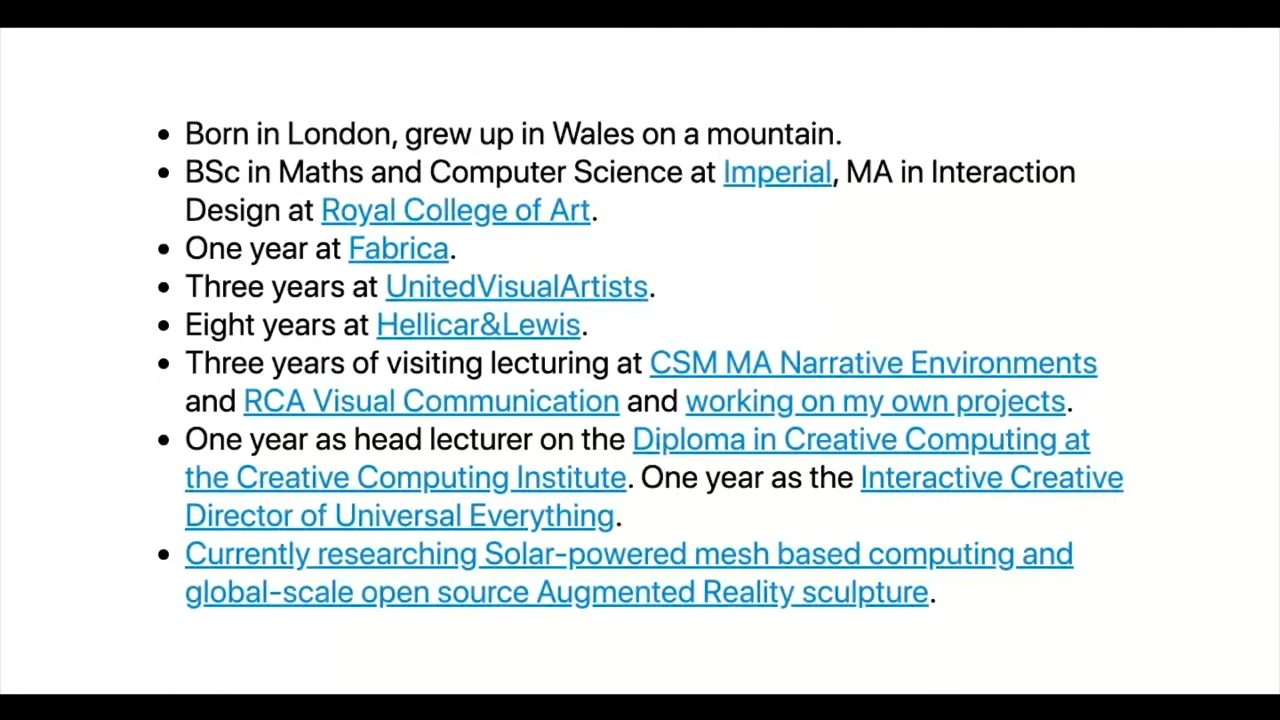 • Born in London, grew up in Wales on a mountain.
• BSc in Maths and Computer Science at Imperial, MA in Interaction
Design at Royal College of Art.
• One year at Fabrica.
• Three years at UnitedVisualArtists.
• Eight years at Hellicar&Lewis.
• Three years of visiting lecturing at CSM MA Narrative Environments
and RCA Visual Communication and working on my own projects.
• One year as head lecturer on the Diploma in Creative Computing at
the Creative Computing Institute. One year as the Interactive Creative
Director of Universal Everything.
• Currently researching Solar-powered mesh based computing and
global-scale open source Augmented Reality sculpture.